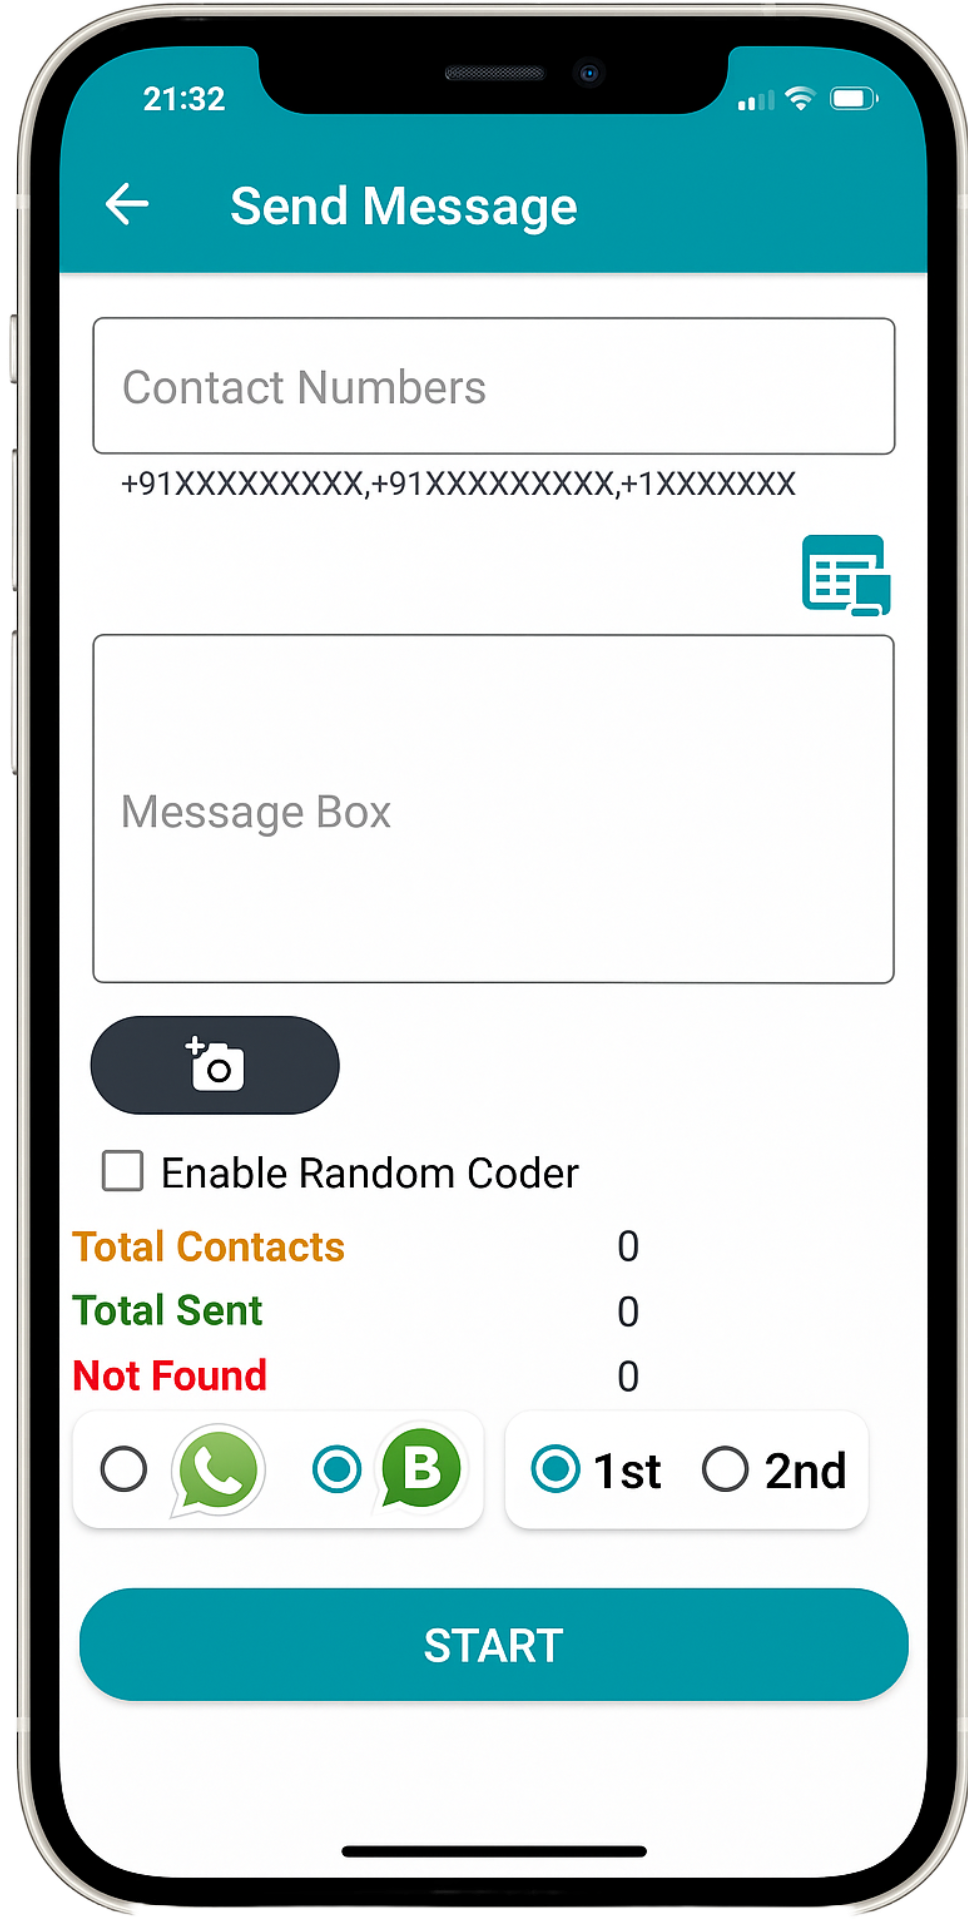 21:32
Send Message
Contact Numbers
+91XXXXXXXXX,+91XXXXXXXXX,+1XXXXXXX
Message Box
Enable Random Coder
Total Contacts 0
Total Sent 0
Not Found 0
B 1st 2nd
START